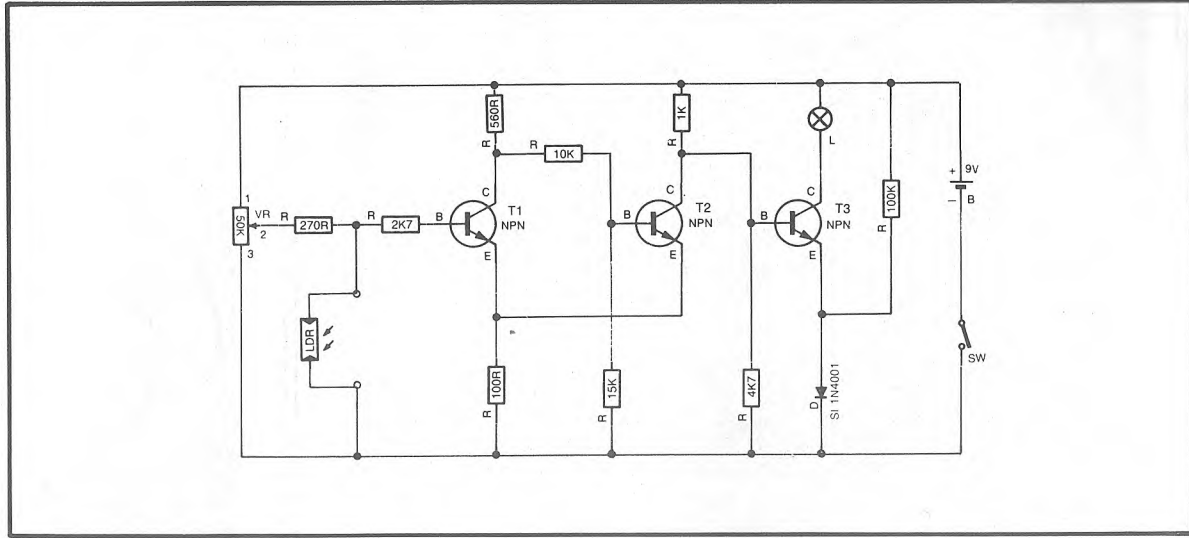 560R
R
R
10K
1K
R
L
100K
R
+ 9V
– B
SW
1
50K
VR
2
3
R
270R
R
2K7
B
C
E
T1
NPN
B
C
E
T2
NPN
B
C
E
T3
NPN
LDR
100R
R
15K
R
4K7
R
D
SI 1N4001